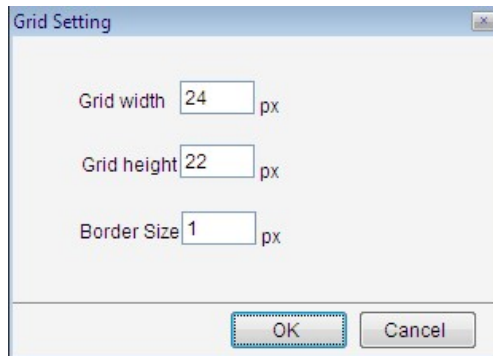 Grid Setting
Grid width 24 px
Grid height 22 px
Border Size 1 px
OK Cancel